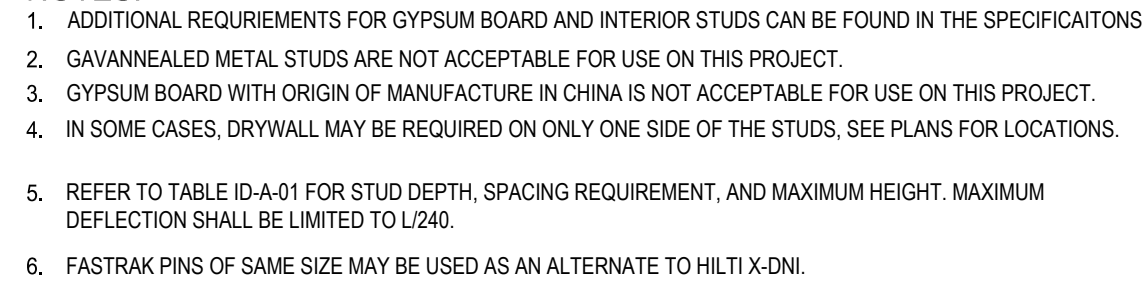 NOTES:
1. ADDITIONAL REQURIEMENTS FOR GYPSUM BOARD AND INTERIOR STUDS CAN BE FOUND IN THE SPECIFICAITONS
2. GAVANNEALED METAL STUDS ARE NOT ACCEPTABLE FOR USE ON THIS PROJECT.
3. GYPSUM BOARD WITH ORIGIN OF MANUFACTURE IN CHINA IS NOT ACCEPTABLE FOR USE ON THIS PROJECT.
4. IN SOME CASES, DRYWALL MAY BE REQUIRED ON ONLY ONE SIDE OF THE STUDS, SEE PLANS FOR LOCATIONS.
5. REFER TO TABLE ID-A-01 FOR STUD DEPTH, SPACING REQUIREMENT, AND MAXIMUM HEIGHT. MAXIMUM
DEFLECTION SHALL BE LIMITED TO L/240.
6. FASTRAK PINS OF SAME SIZE MAY BE USED AS AN ALTERNATE TO HILTI X-DNI.